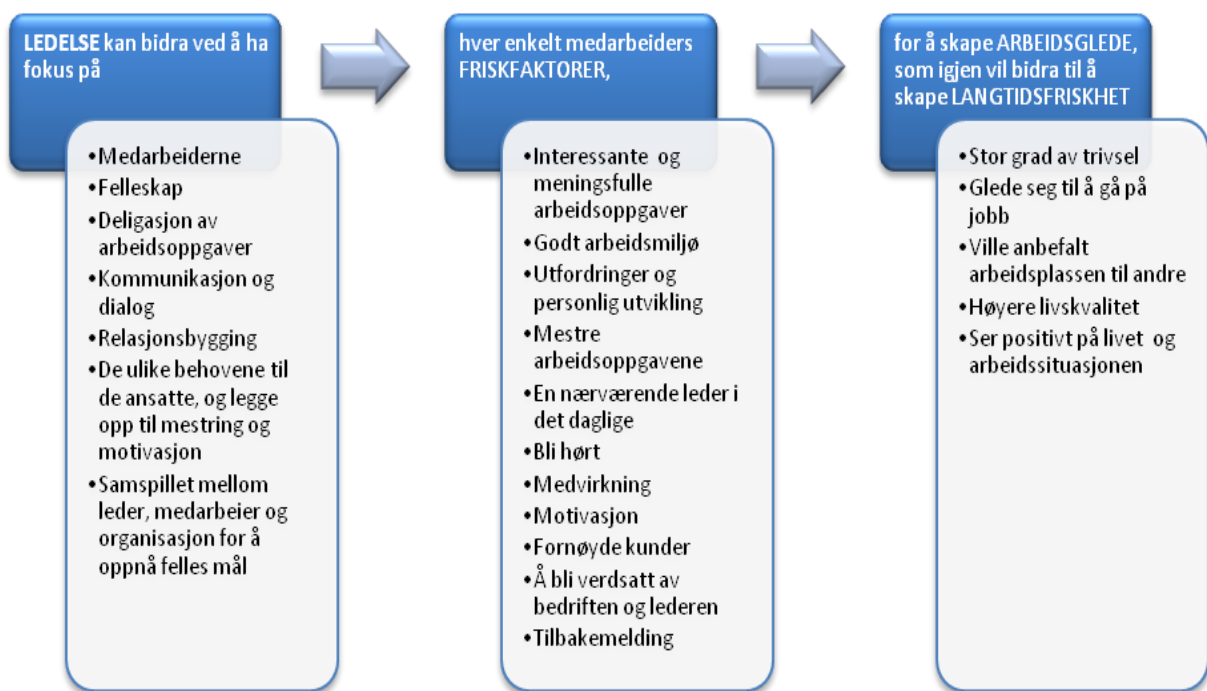 LEDELSE kan bidra ved å ha
fokus på
•Medarbeiderne
•Felleskap
•Deligasjon av
arbeidsoppgaver
•Kommunikasjon og
dialog
•Relasjonsbygging
•De ulike behovene til
de ansatte, og legge
opp til mestring og
motivasjon
•Samspillet mellom
leder, medarbeier og
organisasjon for å
oppnå felles mål
hver enkelt medarbeiders
FRISKFAKTORER,
•Interessante og
meningsfulle
arbeidsoppgaver
•Godt arbeidsmiljø
•Utfordringer og
personlig utvikling
•Mestre
arbeidsoppgavene
•En nærværende leder i
det daglige
•Bli hørt
•Medvirkning
•Motivasjon
•Fornøyde kunder
•Å bli verdsatt av
bedriften og lederen
•Tilbakemelding
for å skape ARBEIDSGLEDE,
som igjen vil bidra til å
skape LANGTIDSFRISKHET
•Stor grad av trivsel
•Glede seg til å gå på
jobb
•Ville anbefalt
arbeidsplassen til andre
•Høyere livskvalitet
•Ser positivt på livet og
arbeidssituasjonen